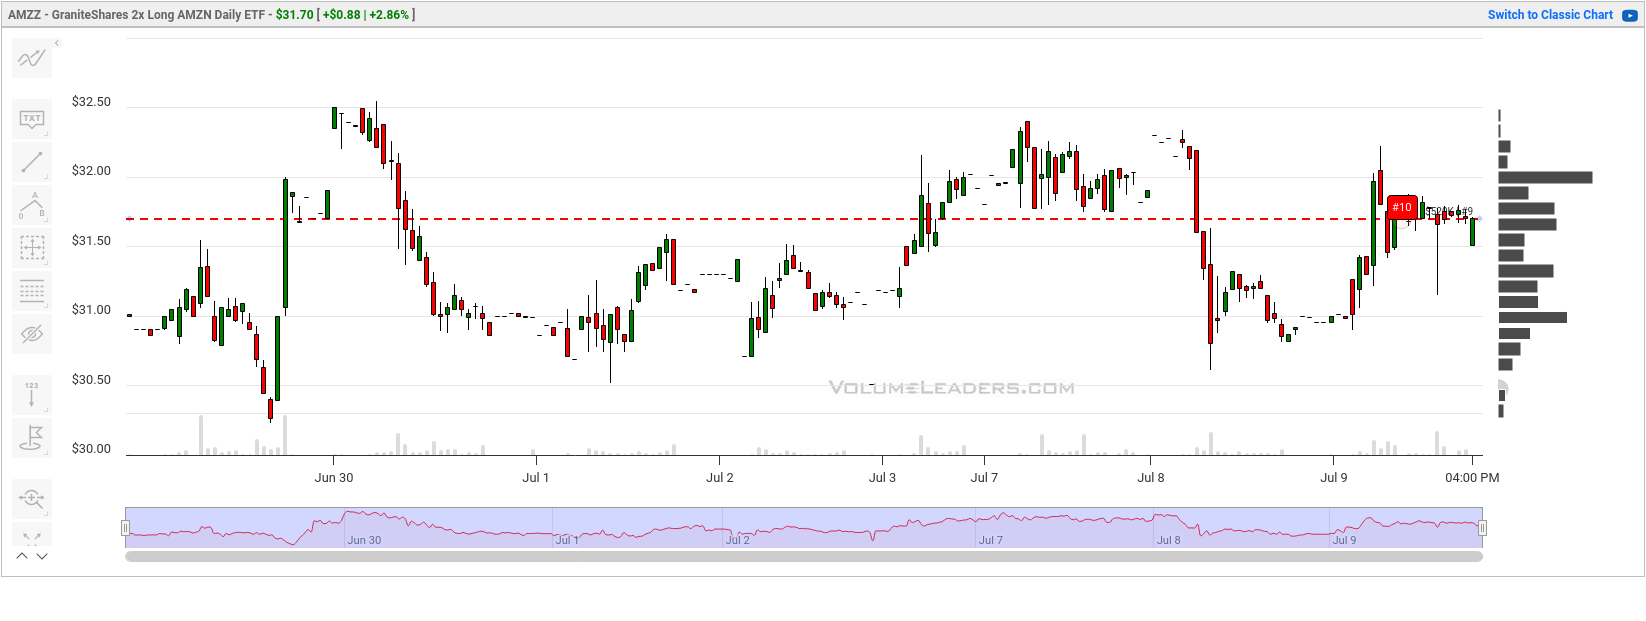 AMZZ - GraniteShares 2x Long AMZN Daily ETF - $31.70 [ +$0.88 | +2.86% ]
Switch to Classic Chart
TXT
A
0 B
123
$32.50
$32.00
$31.50
$31.00
$30.50
$30.00
#10
#9
VolumeLeaders.com
Jun 30
Jul 1
Jul 2
Jul 3
Jul 7
Jul 8
Jul 9
04:00 PM
Jun 30
Jul 1
Jul 2
Jul 7
Jul 8
Jul 9